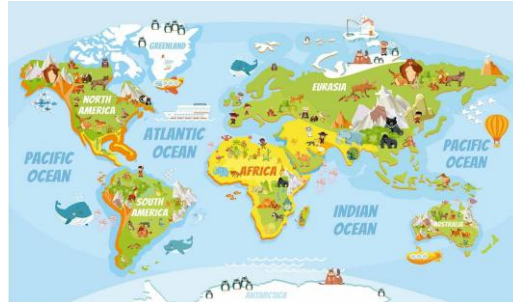 GREENLAND
EURASIA
NORTH
AMERICA
ATLANTIC
OCEAN
PACIFIC
OCEAN
PACIFIC
OCEAN
AFRICA
SOUTH
AMERICA
INDIAN
OCEAN
AUSTRALIA
ANTARCTICA